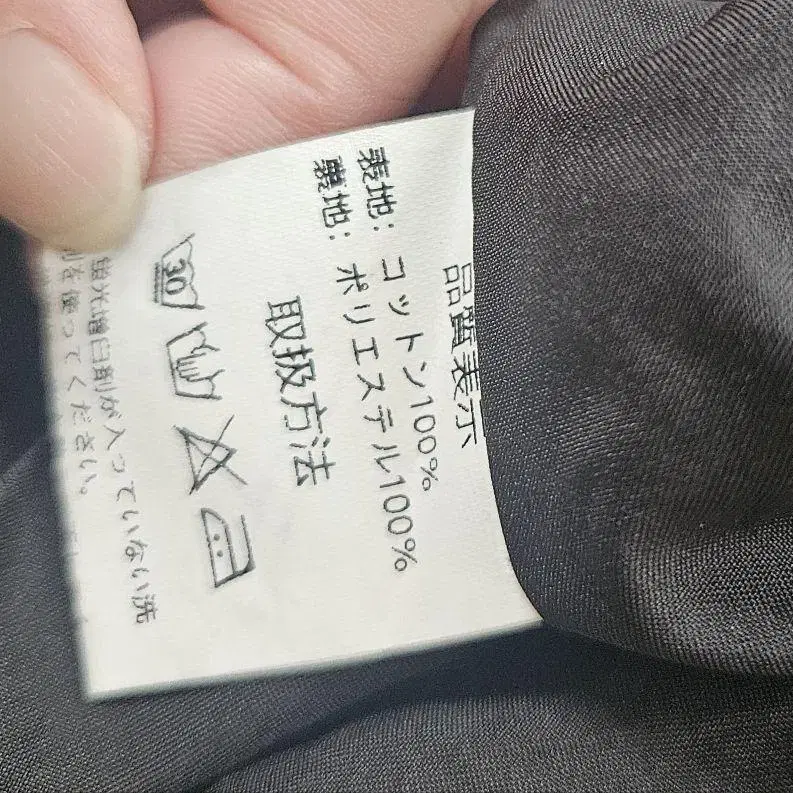 品質表示
表地: コットン100%
裏地: ポリエステル100%
取扱方法
30
蛍光増白剤が入っていない洗
剤を使ってください。